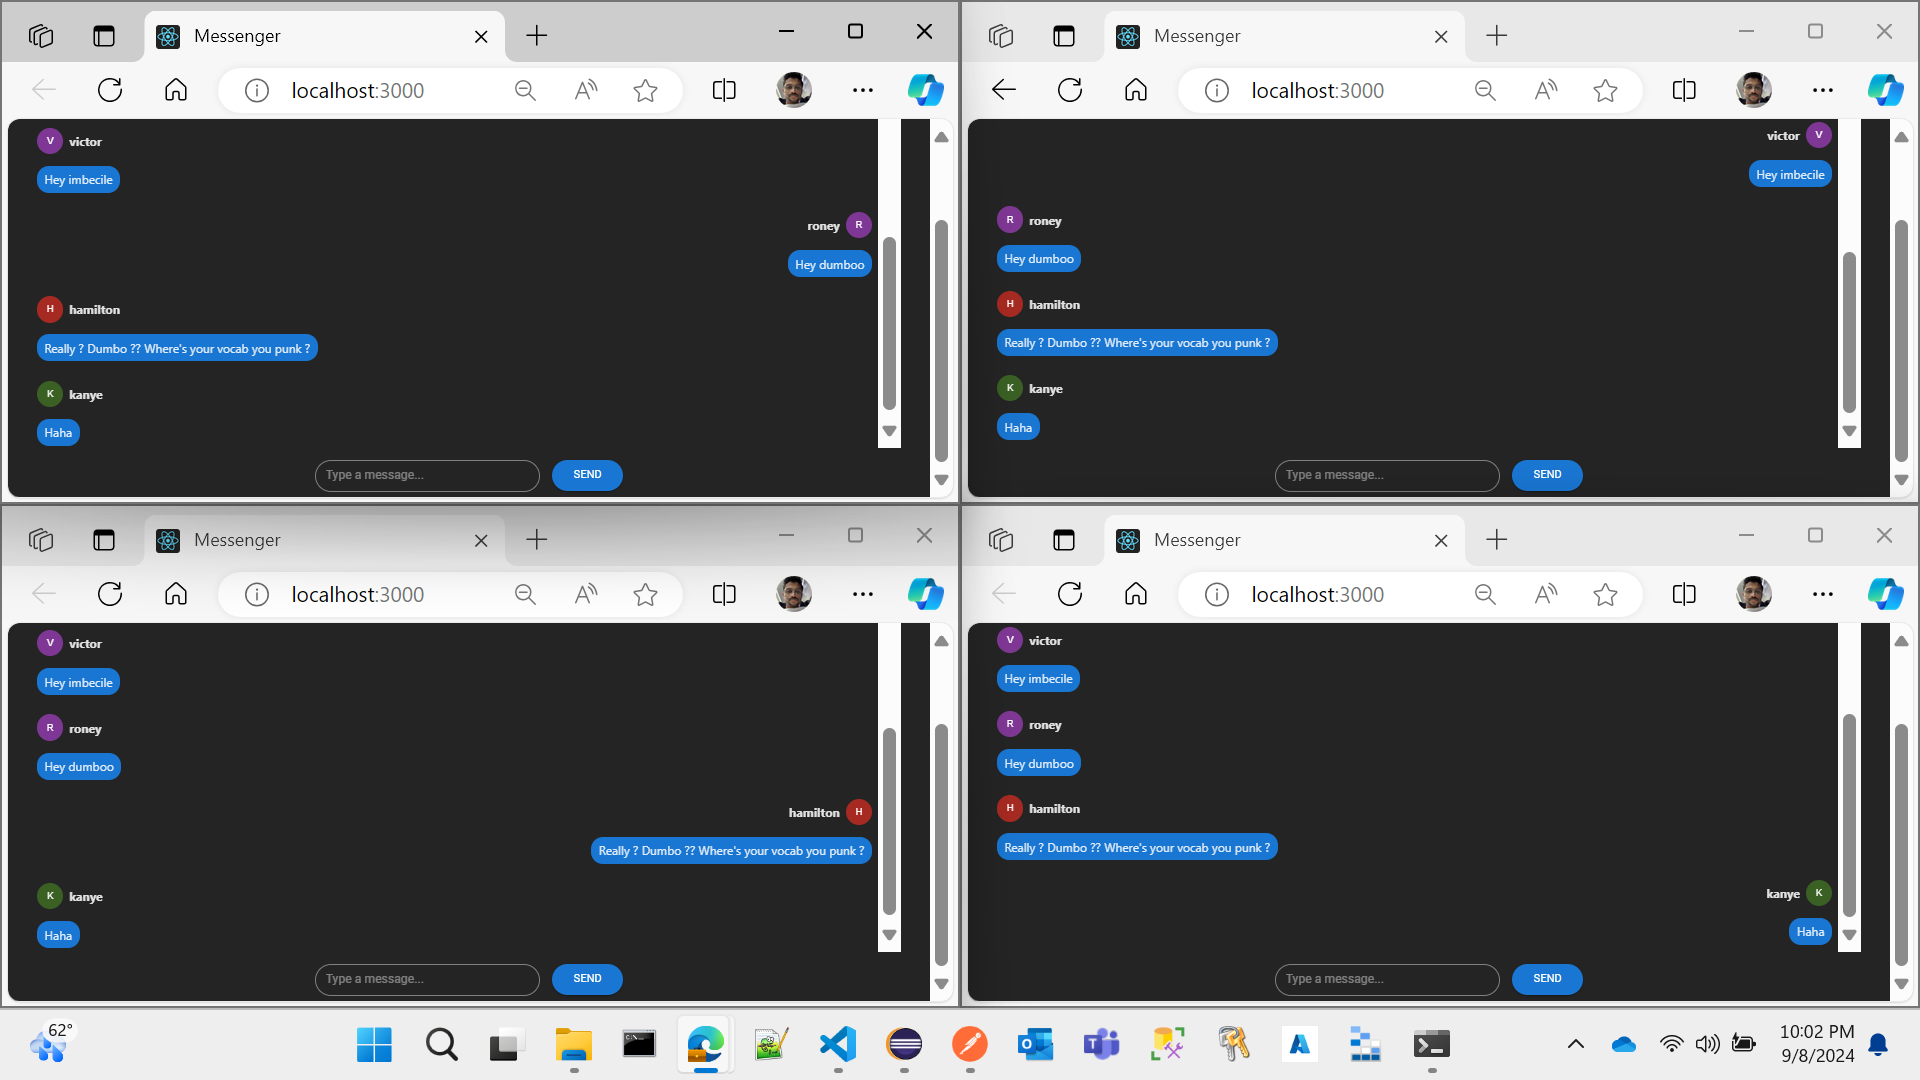 Messenger
localhost:3000
V victor
Hey imbecile
roney R
Hey dumboo
H hamilton
Really ? Dumbo ?? Where's your vocab you punk ?
K kanye
Haha
Type a message...
SEND
Messenger
localhost:3000
victor V
Hey imbecile
R roney
Hey dumboo
H hamilton
Really ? Dumbo ?? Where's your vocab you punk ?
K kanye
Haha
Type a message...
SEND
Messenger
localhost:3000
V victor
Hey imbecile
R roney
Hey dumboo
hamilton H
Really ? Dumbo ?? Where's your vocab you punk ?
K kanye
Haha
Type a message...
SEND
Messenger
localhost:3000
V victor
Hey imbecile
R roney
Hey dumboo
H hamilton
Really ? Dumbo ?? Where's your vocab you punk ?
kanye K
Haha
Type a message...
SEND
62°
10:02 PM
9/8/2024